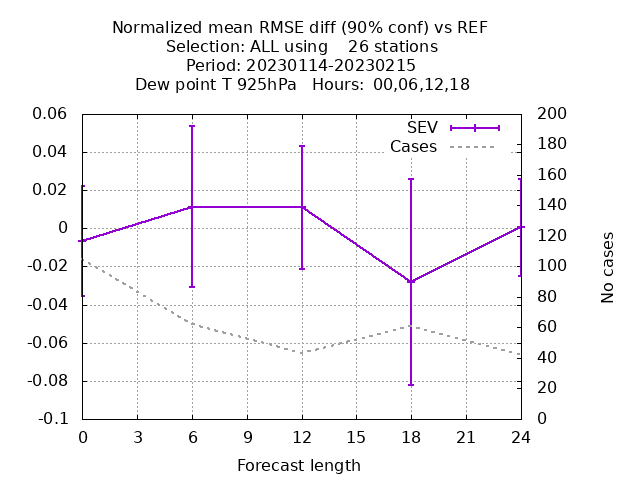 Normalized mean RMSE diff (90% conf) vs REF
Selection: ALL using    26 stations
Period: 20230114-20230215
Dew point T 925hPa   Hours: 00,06,12,18
SEV
Cases
0.06
0.04
0.02
0
-0.02
-0.04
-0.06
-0.08
-0.1
200
180
160
140
120
100
80
60
40
20
0
No cases
0 3 6 9 12 15 18 21 24
Forecast length